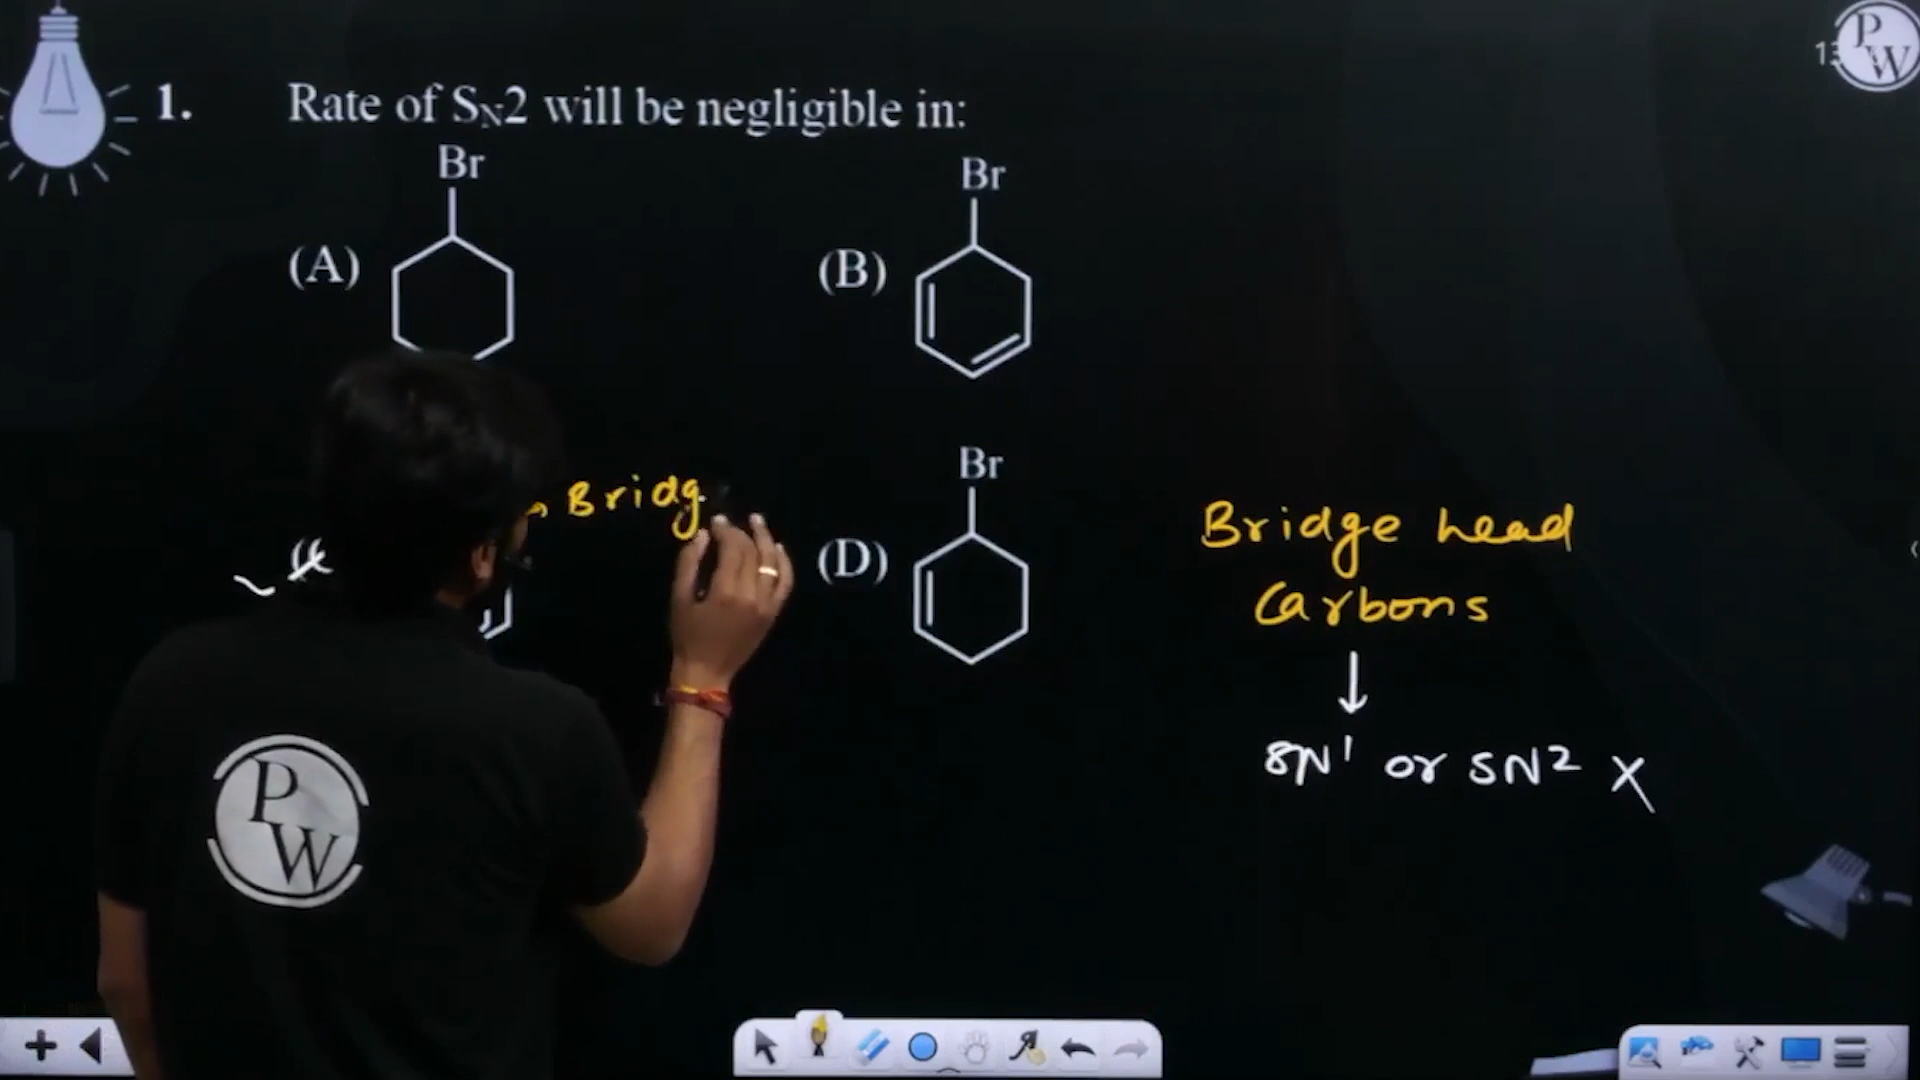 1. Rate of SN2 will be negligible in:
(A) Br
(B) Br
Bridg
(D) Br
Bridge head
Carbons
SN1 or SN2 X
P
W
PW